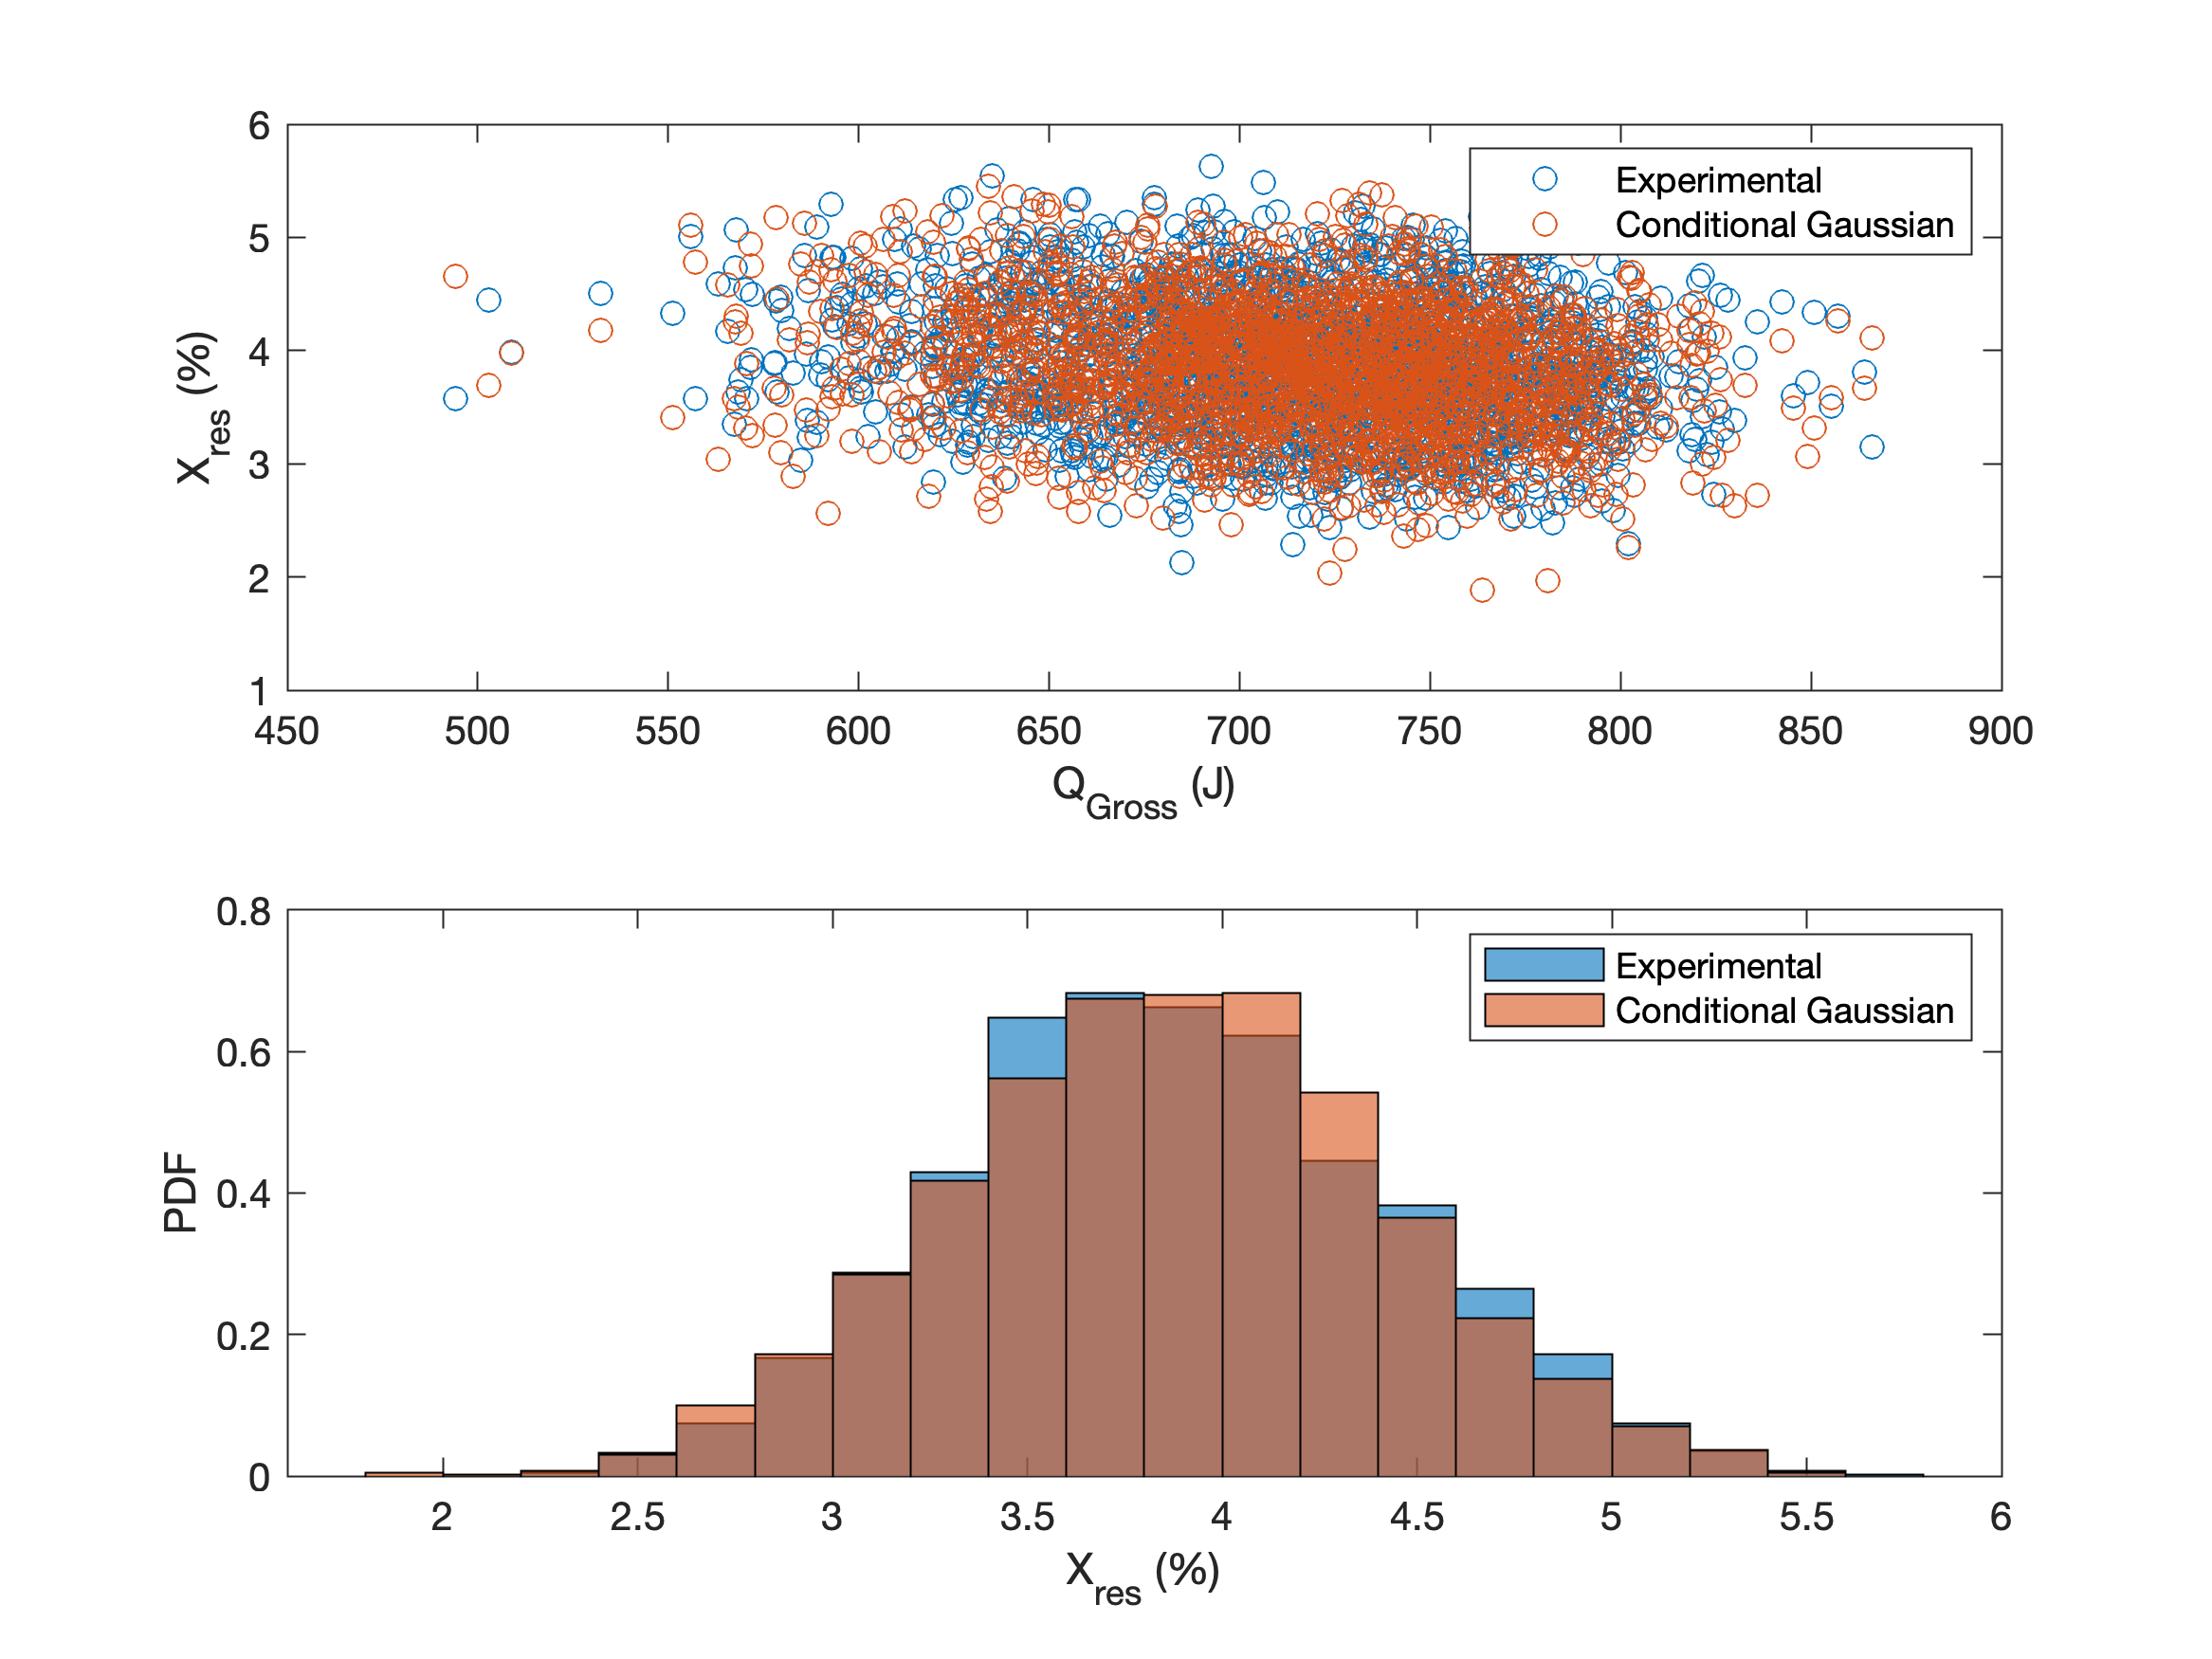 6
5
4
3
2
1
X_res (%)
Experimental
Conditional Gaussian
450 500 550 600 650 700 750 800 850 900
Q_Gross (J)
0.8
0.6
0.4
0.2
0
PDF
Experimental
Conditional Gaussian
2 2.5 3 3.5 4 4.5 5 5.5 6
X_res (%)